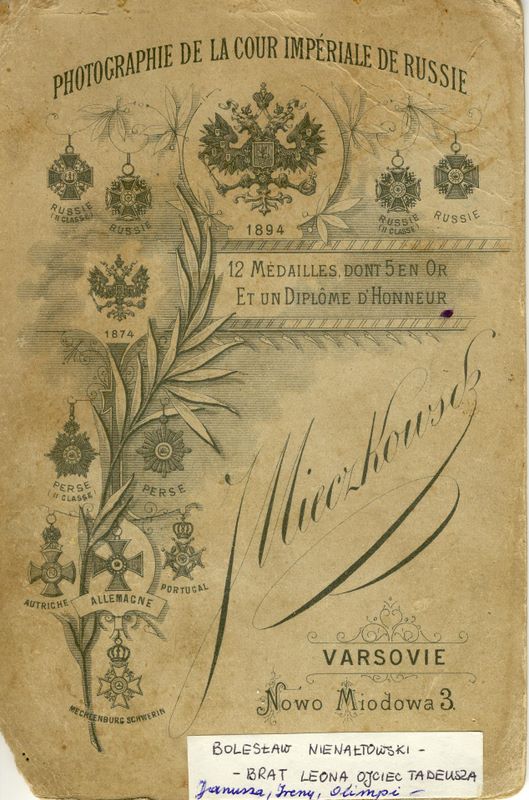 PHOTOGRAPHIE DE LA COUR IMPÉRIALE DE RUSSIE
RUSSIE
(II CLASSE)
RUSSIE
RUSSIE
(II CLASSE)
RUSSIE
1894
12 MÉDAILLES, DONT 5 EN OR
ET UN DIPLÔME D'HONNEUR
1874
Mieczkowski
PERSE
(II CLASSE)
PERSE
AUTRICHE
ALLEMAGNE
PORTUGAL
MECKLENBURG SCHWERIN
VARSOVIE
Nowo Miodowa 3.
BOLESŁAW NIENAŁTOWSKI -
- BRAT LEONA OJCIEC TADEUSZA
Janusza, Ireny, Olimpi -